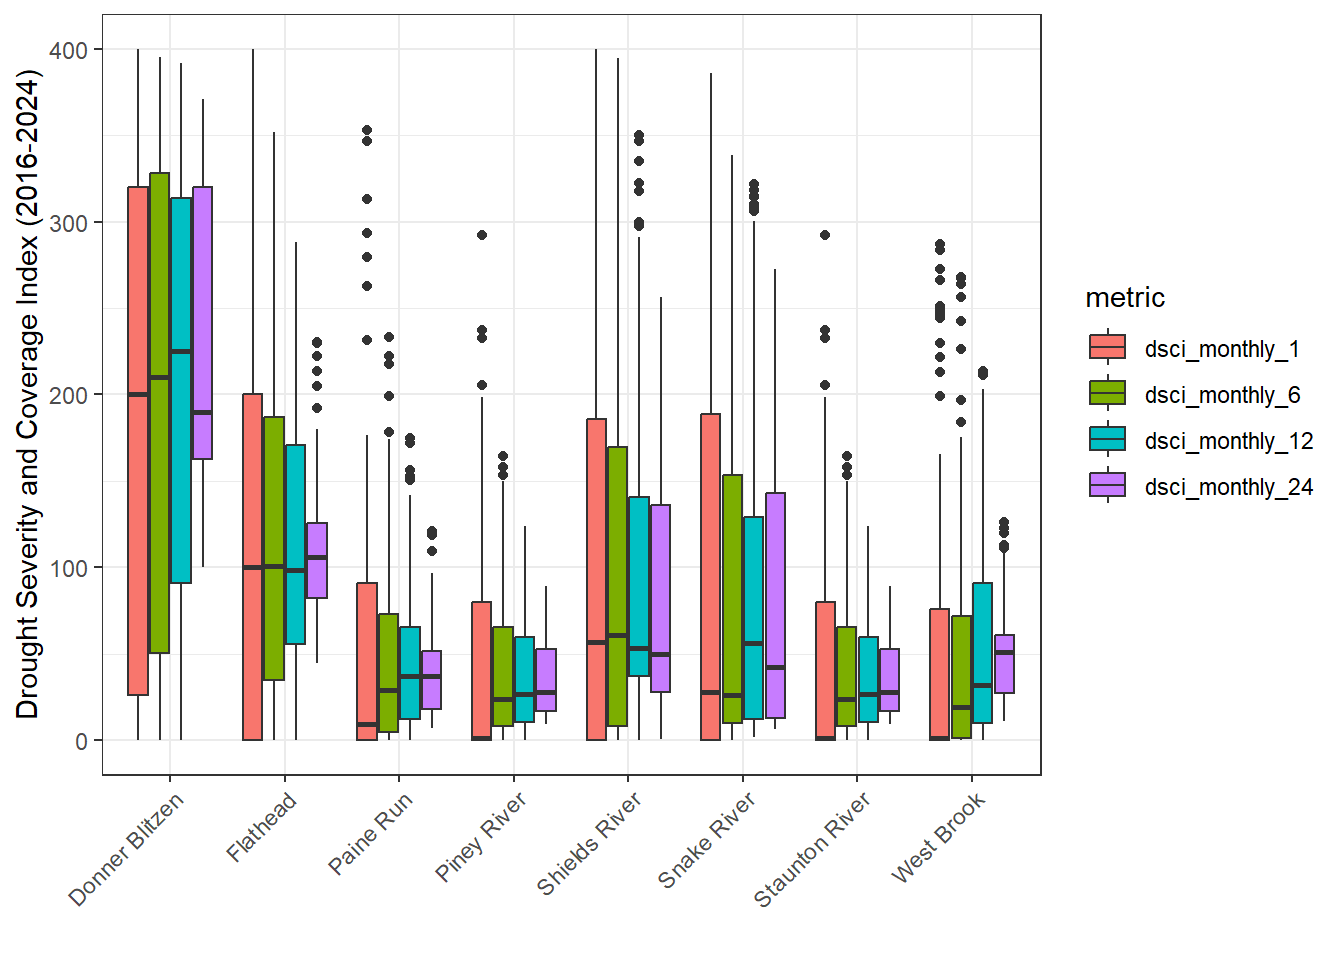 Drought Severity and Coverage Index (2016-2024)
400
300
200
100
0
Donner Blitzen
Flathead
Paine Run
Piney River
Shields River
Snake River
Staunton River
West Brook
metric
dsci_monthly_1
dsci_monthly_6
dsci_monthly_12
dsci_monthly_24